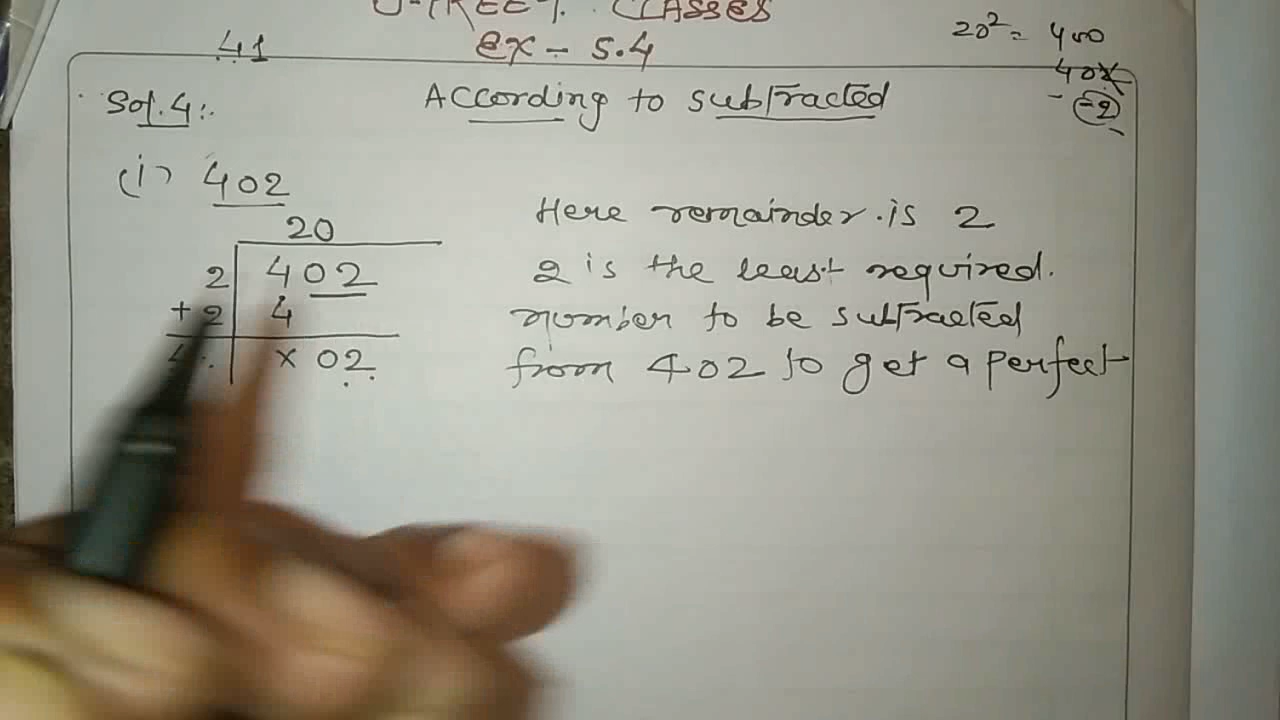 CLASSES
ex - 5.4
41
20² = 400
402
-2
Sol. 4:.
According to subtracted
(i) 402
20
2 402
+2 4
4 × 02
Here remainder is 2
2 is the least required.
number to be subtracted
from 402 to get a perfect